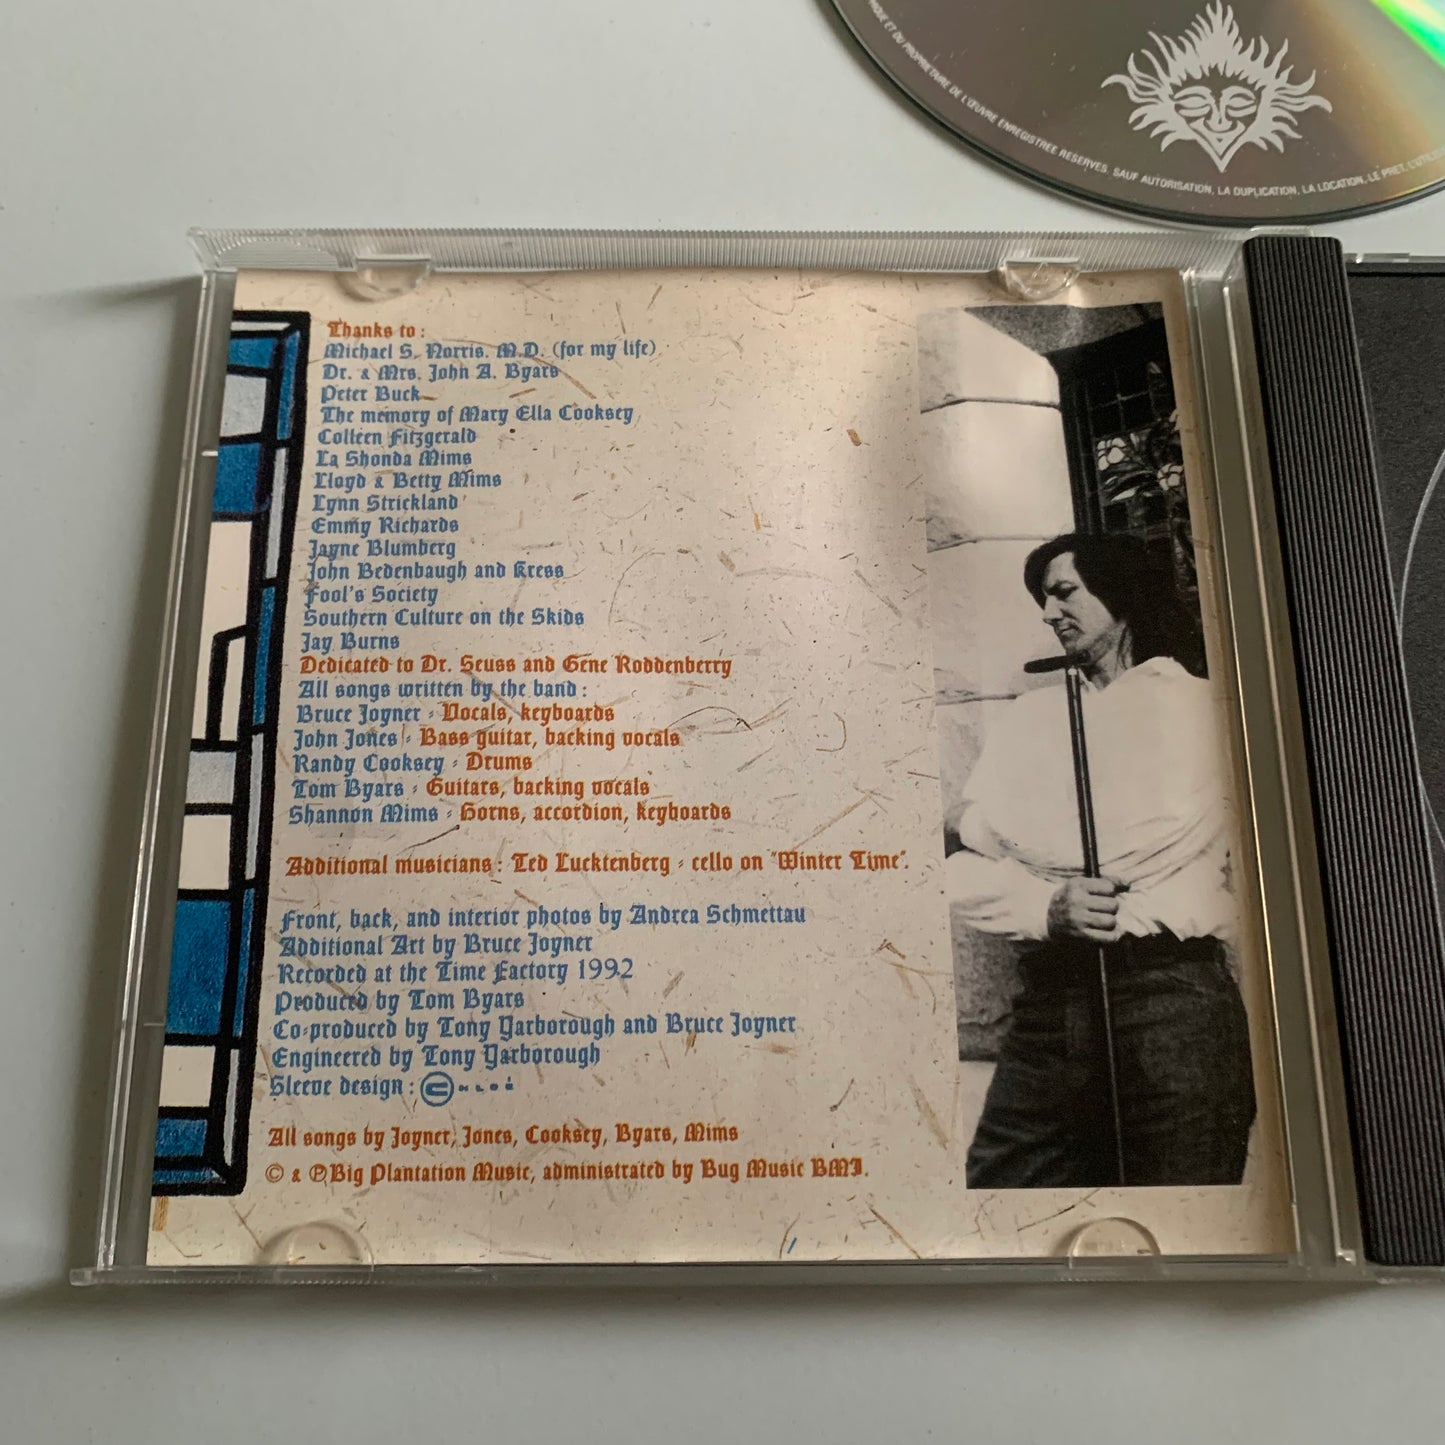 NIQUE ET DU PROPRIETAIRE DE L'ŒUVRE ENREGISTREE RESERVES. SAUF AUTORISATION, LA DUPLICATION, LA LOCATION, LE PRET, L'UTILIS
Thanks to :
Michael S. Norris. M.D. (for my life)
Dr. & Mrs. John A. Byars
Peter Buck
The memory of Mary Ella Cooksey
Colleen Fitzgerald
La Shonda Mims
Lloyd & Betty Mims
Lynn Strickland
Emmy Richards
Jayne Blumberg
John Bedenbaugh and Kress
Fool's Society
Southern Culture on the Skids
Jay Burns
Dedicated to Dr. Seuss and Gene Roddenberry
All songs written by the band :
Bruce Joyner - Vocals, keyboards
John Jones - Bass guitar, backing vocals
Randy Cooksey - Drums
Tom Byars - Guitars, backing vocals
Shannon Mims - Horns, accordion, keyboards
Additional musicians : Ted Lucktenberg - cello on "Winter Time".
Front, back, and interior photos by Andrea Schmettau
Additional Art by Bruce Joyner
Recorded at the Time Factory 1992
Produced by Tom Byars
Co-produced by Tony Yarborough and Bruce Joyner
Engineered by Tony Yarborough
Sleeve design :
All songs by Joyner, Jones, Cooksey, Byars, Mims
© & ℗ Big Plantation Music, administrated by Bug Music BMI.